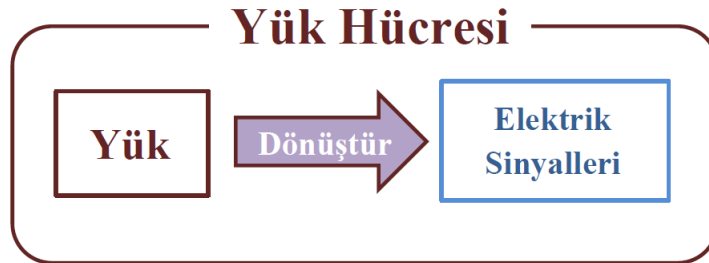 Yük Hücresi
Yük
Dönüştür
Elektrik
Sinyalleri